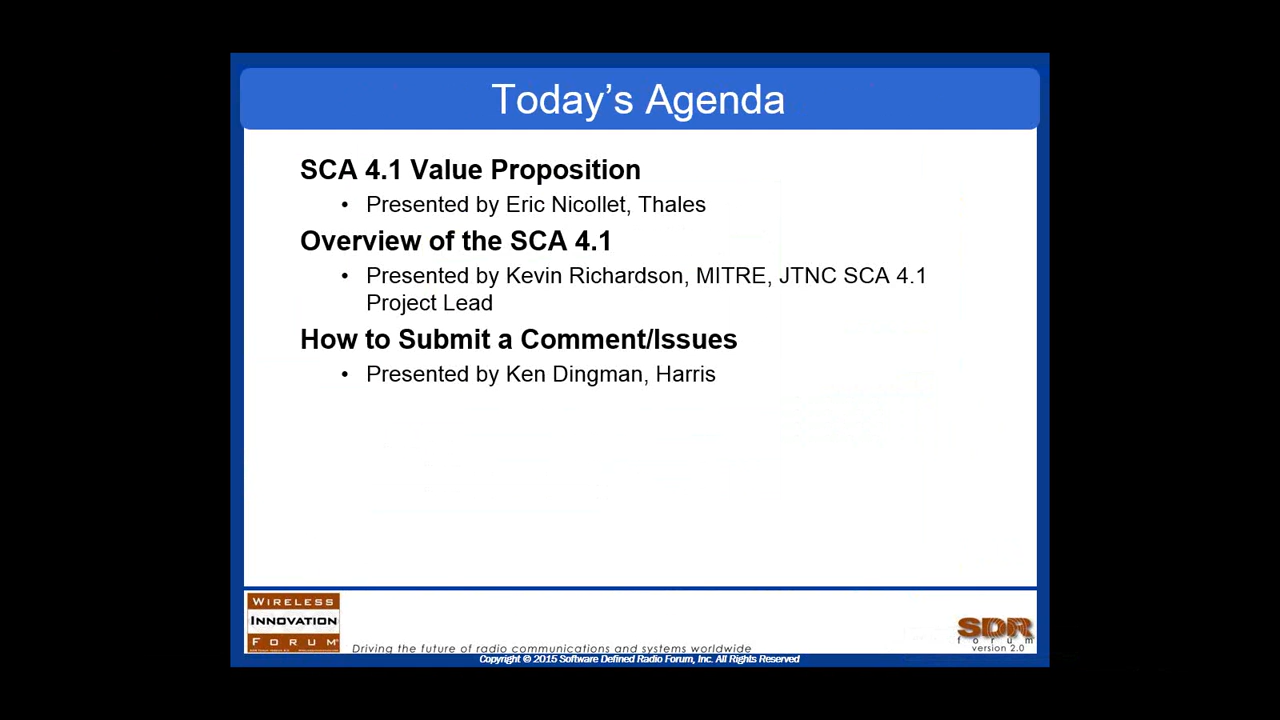 Today's Agenda
SCA 4.1 Value Proposition
• Presented by Eric Nicollet, Thales
Overview of the SCA 4.1
• Presented by Kevin Richardson, MITRE, JTNC SCA 4.1
Project Lead
How to Submit a Comment/Issues
• Presented by Ken Dingman, Harris
WIRELESS
INNOVATION
FORUM
Driving the future of radio communications and systems worldwide
SDR
forum
version 2.0
Copyright © 2015 Software Defined Radio Forum, Inc. All Rights Reserved